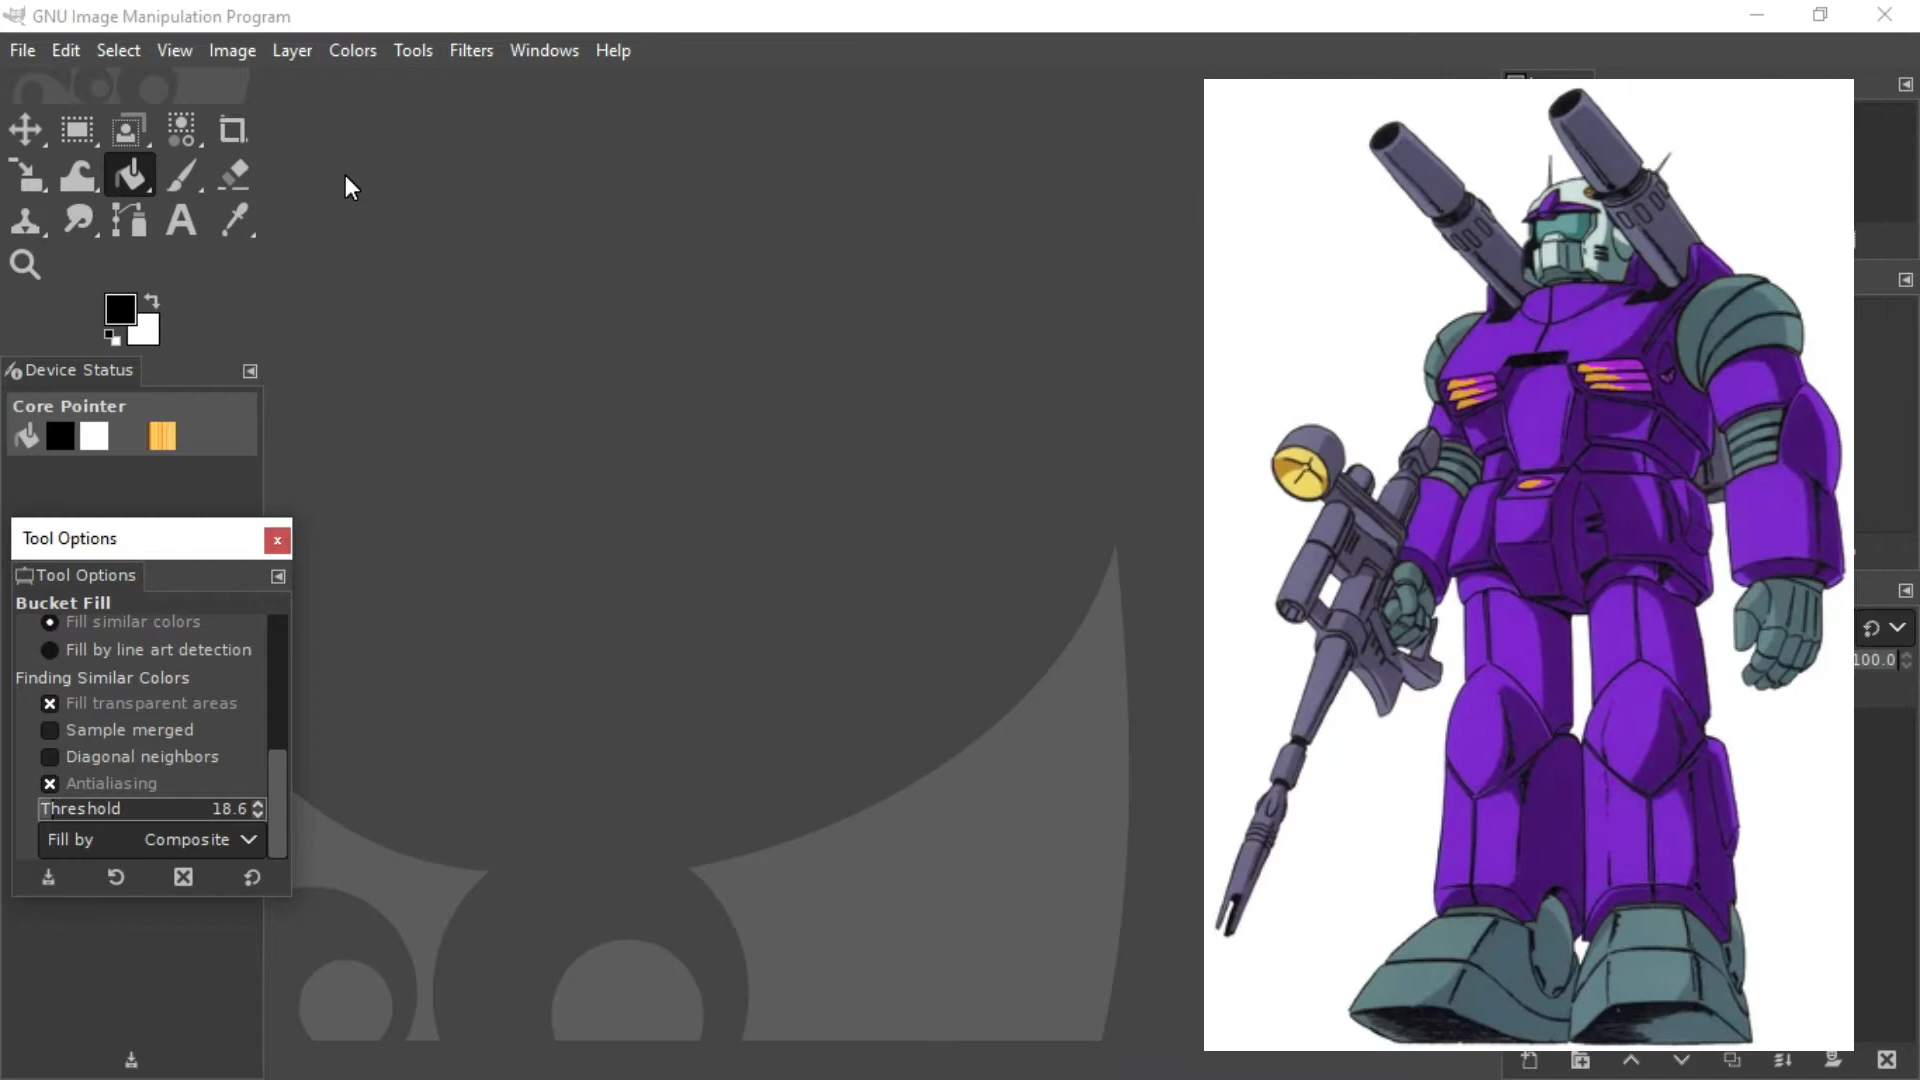 GNU Image Manipulation Program
File Edit Select View Image Layer Colors Tools Filters Windows Help
Device Status
Core Pointer
Tool Options
Tool Options
Bucket Fill
Fill similar colors
Fill by line art detection
Finding Similar Colors
Fill transparent areas
Sample merged
Diagonal neighbors
Antialiasing
Threshold 18.6
Fill by Composite
100.0